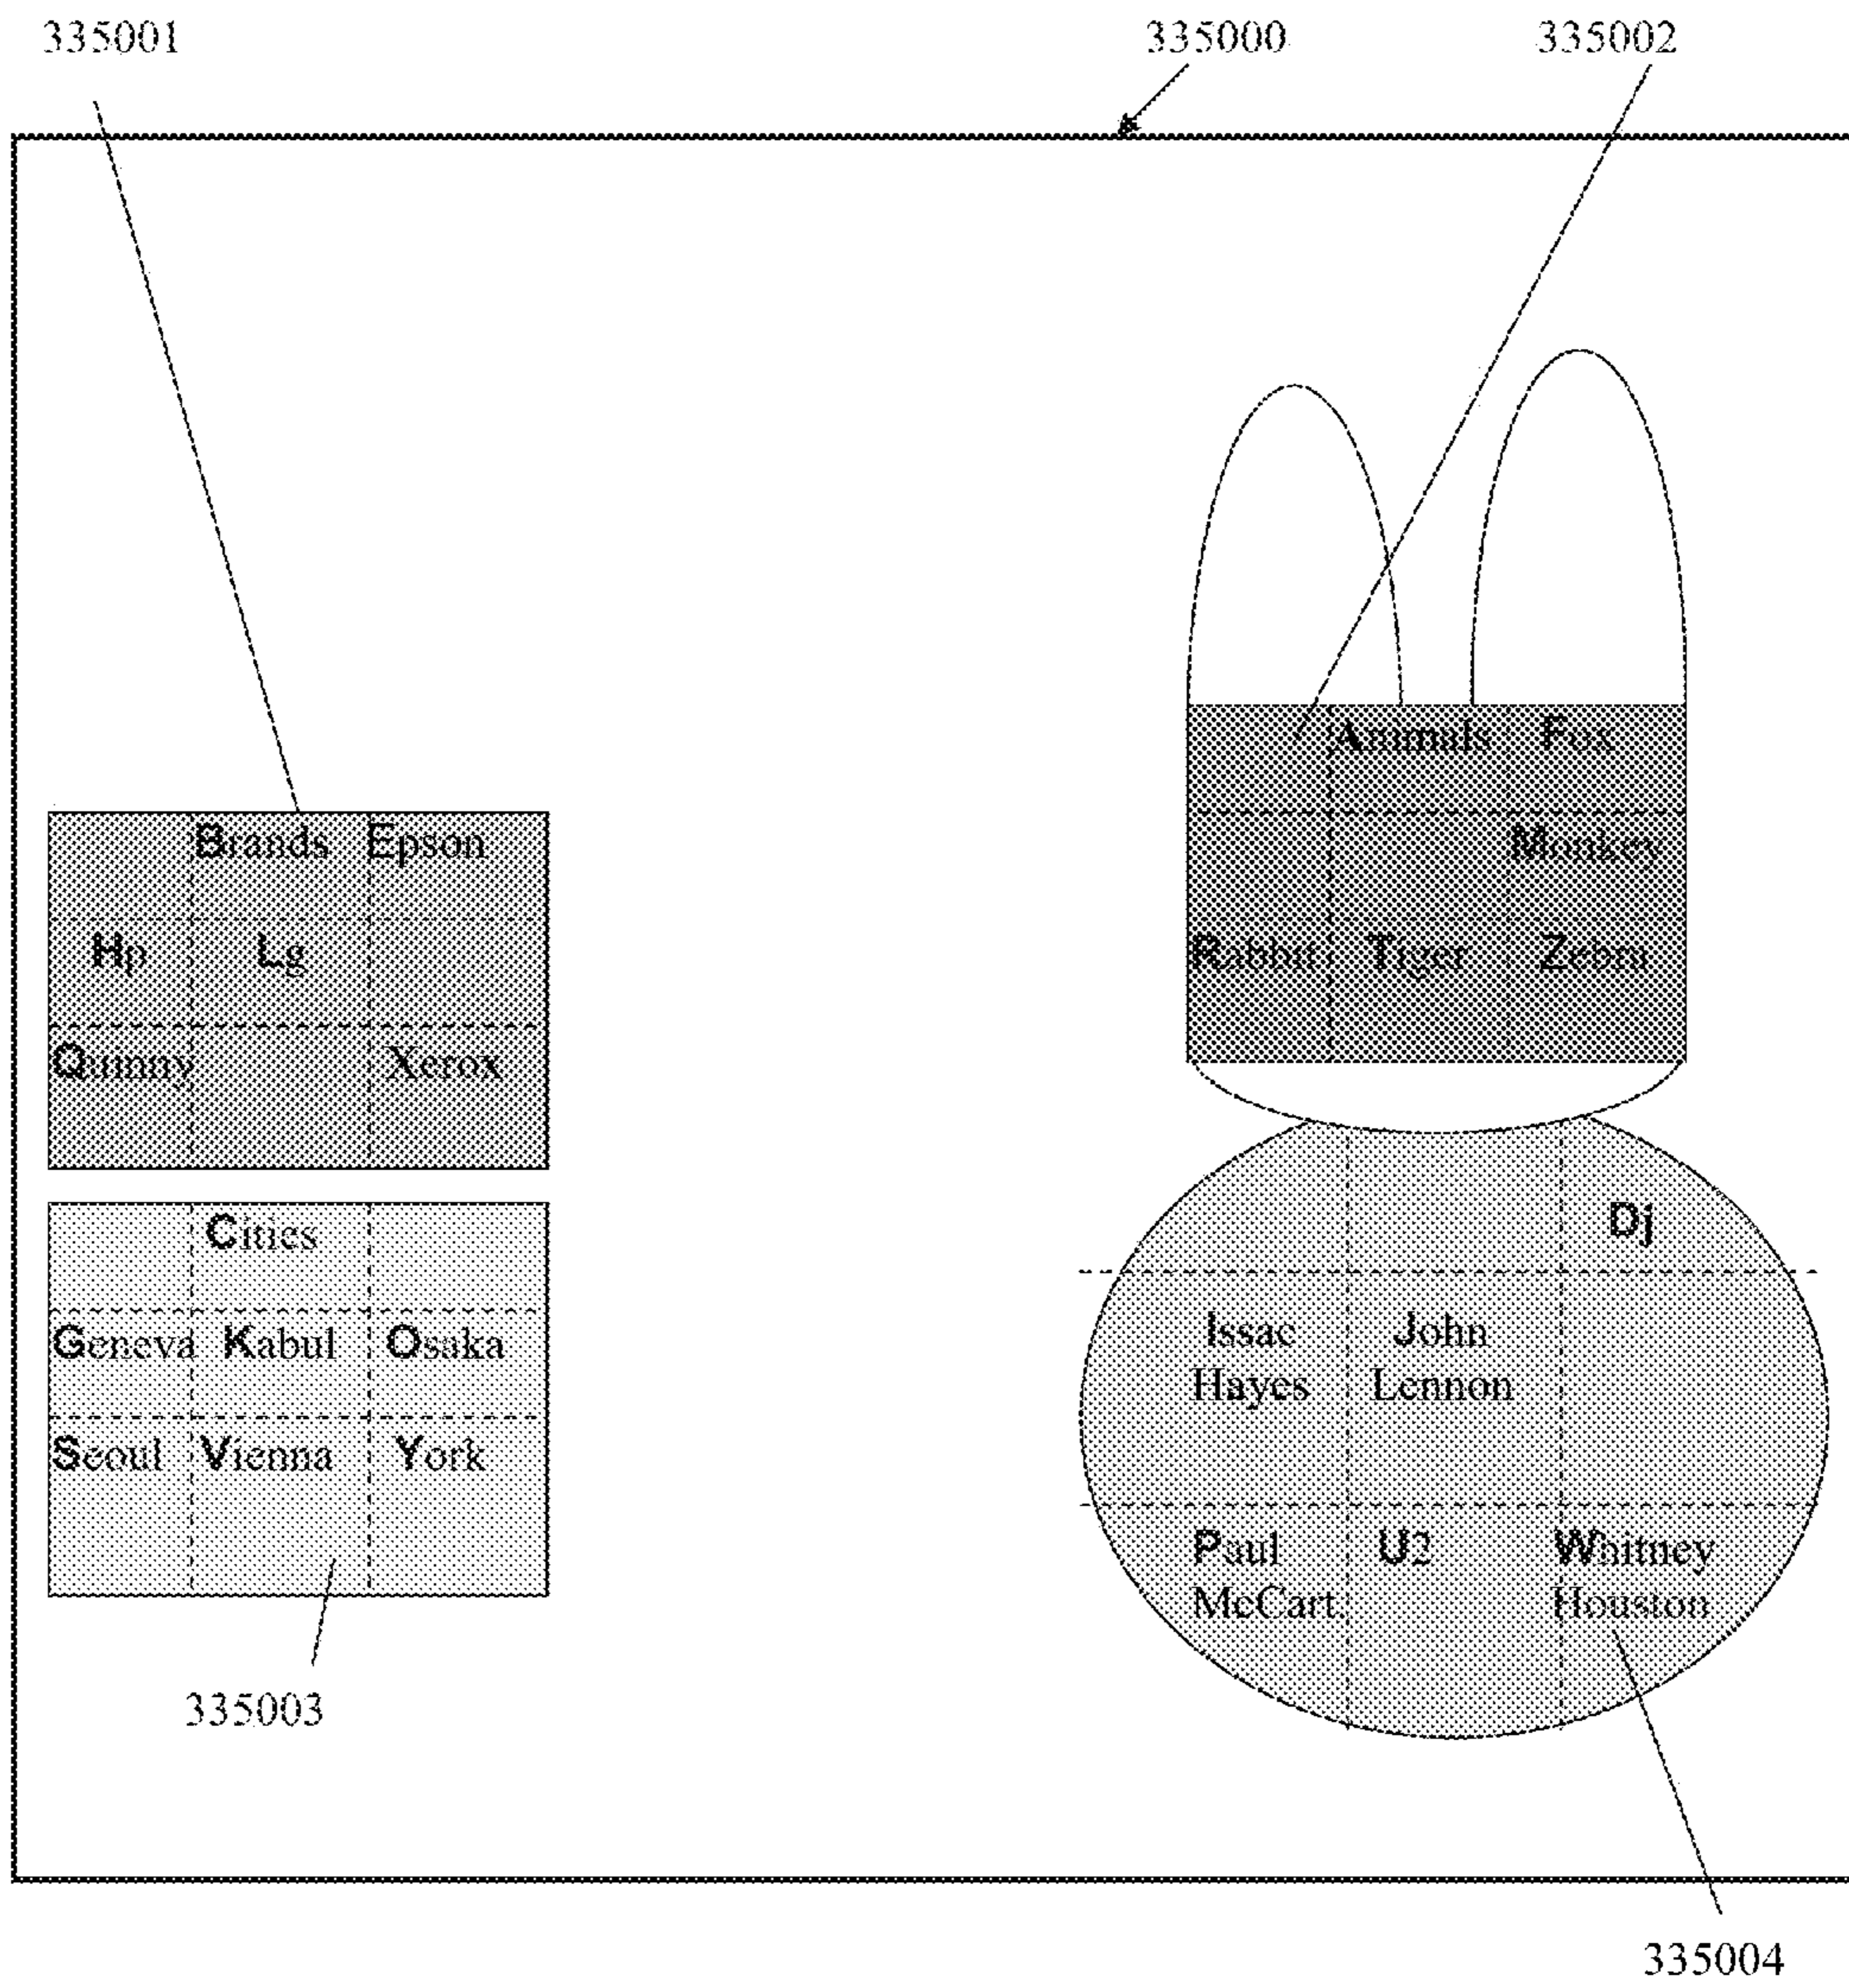 335001 335000 335002
Animals Fox
Monkey
Rabbit Tiger Zebra
Brands Epson
Hp Lg
Quinny Xerox
Cities
Geneva Kabul Osaka
Seoul Vienna York
335003
Dj
Issac Hayes
John Lennon
Paul McCart.
U2
Whitney Houston
335004